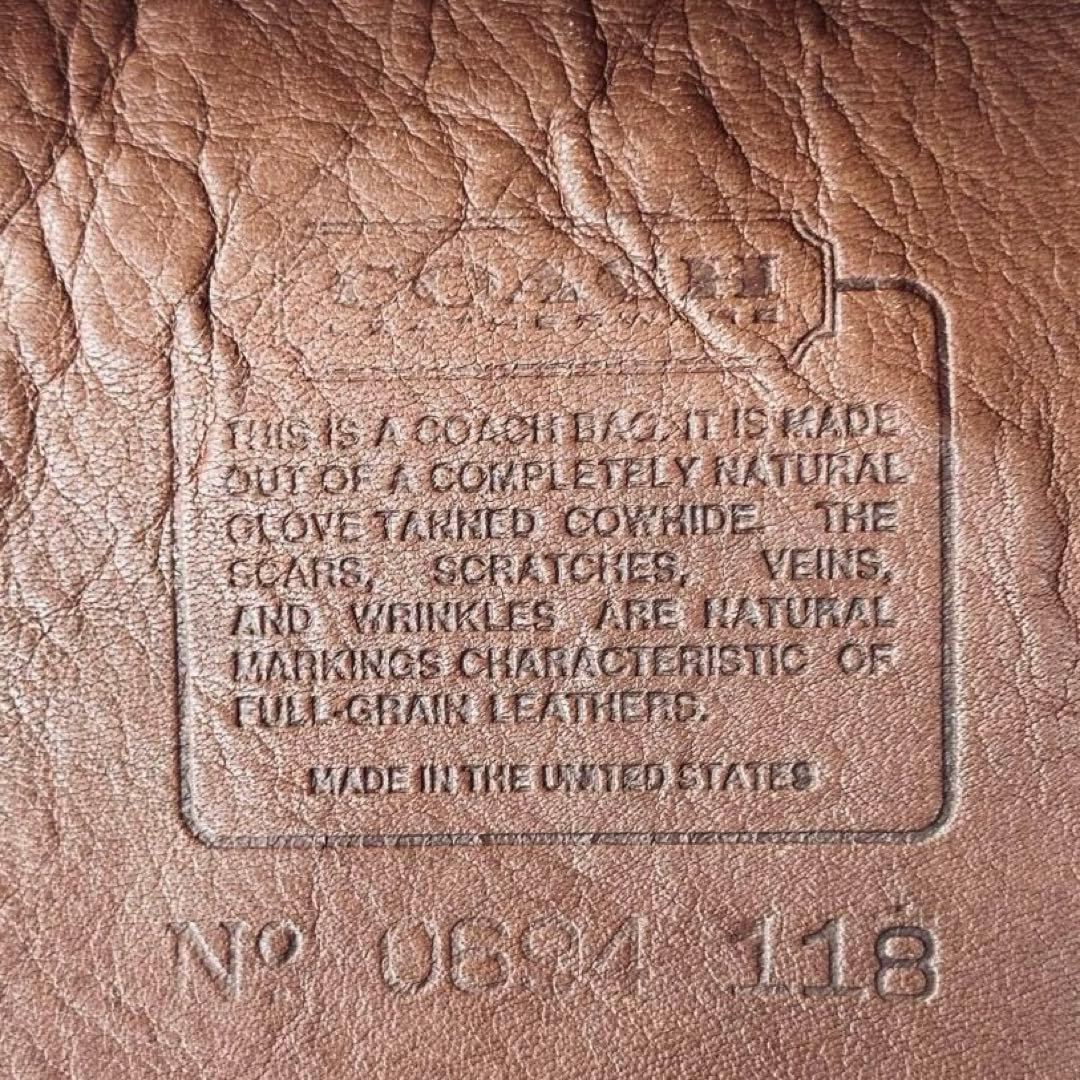 COACH
LEATHERWARE
THIS IS A COACH BAG. IT IS MADE
OUT OF A COMPLETELY NATURAL
GLOVE TANNED COWHIDE. THE
SCARS, SCRATCHES, VEINS,
AND WRINKLES ARE NATURAL
MARKINGS CHARACTERISTIC OF
FULL-GRAIN LEATHERS.
MADE IN THE UNITED STATES
Nº 118